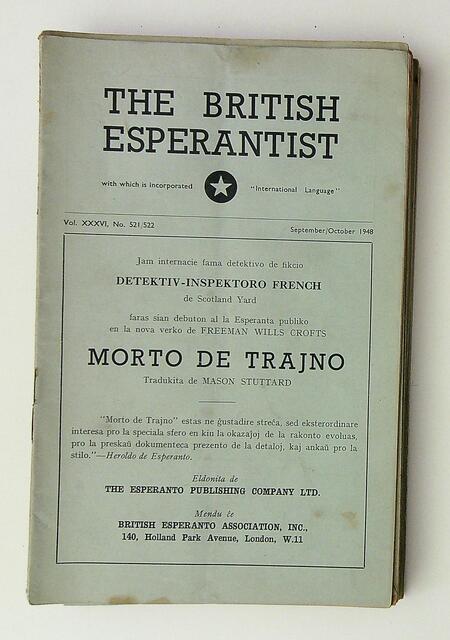 THE BRITISH
ESPERANTIST
with which is incorporated "International Language"
Vol. XXXVI, No. 521/522 September/October 1948
Jam internacie fama detektivo de fikcio
DETEKTIV-INSPEKTORO FRENCH
de Scotland Yard
faras sian debuton al la Esperanta publiko
en la nova verko de FREEMAN WILLS CROFTS
MORTO DE TRAJNO
Tradukita de MASON STUTTARD
"Morto de Trajno" estas ne ĝustadire streĉa, sed eksterordinare
interesa pro la speciala sfero en kiu la okazaĵoj de la rakonto evoluas,
pro la preskaŭ dokumenteca prezento de la detaloj, kaj ankaŭ pro la
stilo."—Heroldo de Esperanto.
Eldonita de
THE ESPERANTO PUBLISHING COMPANY LTD.
Mendu ĉe
BRITISH ESPERANTO ASSOCIATION, INC.,
140, Holland Park Avenue, London, W.11